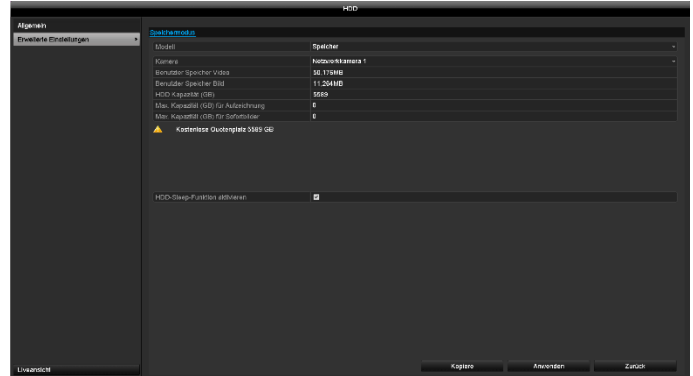 HDD
Allgemein
Erweiterte Einstellungen
Speichermodus
Modell Speicher
Kamera Netzwerkkamera 1
Benutzter Speicher Video 50,176MB
Benutzter Speicher Bild 11,264MB
HDD Kapazität (GB) 5589
Max. Kapazität (GB) für Aufzeichnung 0
Max. Kapazität (GB) für Sofortbilder 0
Kostenlose Quotenplatz 5589 GB
HDD-Sleep-Funktion aktivieren
Liveansicht
Kopiere Anwenden Zurück